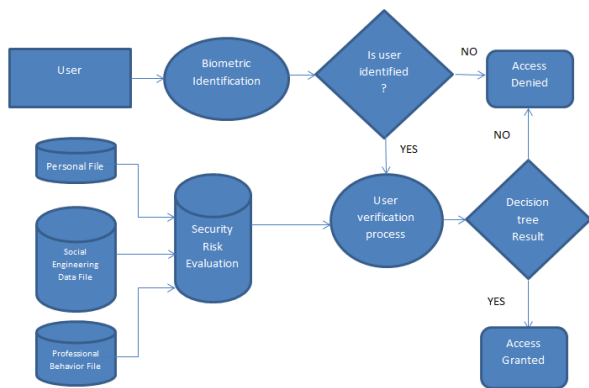 User
Biometric
Identification
Is user
identified
?
NO
Access
Denied
YES
NO
Personal File
Social
Engineering
Data File
Professional
Behavior File
Security
Risk
Evaluation
User
verification
process
Decision
tree
Result
YES
Access
Granted